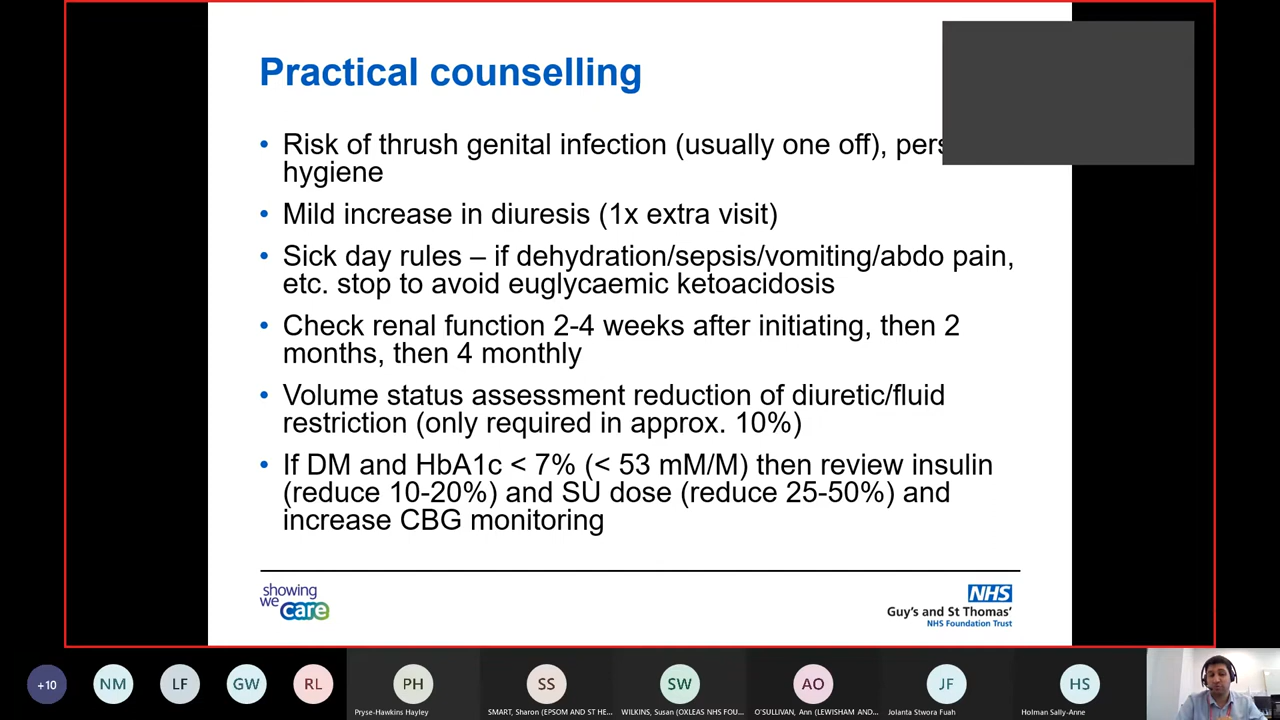 Practical counselling
• Risk of thrush genital infection (usually one off), pers
hygiene
• Mild increase in diuresis (1x extra visit)
• Sick day rules – if dehydration/sepsis/vomiting/abdo pain,
etc. stop to avoid euglycaemic ketoacidosis
• Check renal function 2-4 weeks after initiating, then 2
months, then 4 monthly
• Volume status assessment reduction of diuretic/fluid
restriction (only required in approx. 10%)
• If DM and HbA1c < 7% (< 53 mM/M) then review insulin
(reduce 10-20%) and SU dose (reduce 25-50%) and
increase CBG monitoring
showing
we care
NHS
Guy's and St Thomas'
NHS Foundation Trust
+10
NM
LF
GW
RL
PH
SS
SW
AO
JF
HS
Pryse-Hawkins Hayley
SMART, Sharon (EPSOM AND ST HE...
WILKINS, Susan (OXLEAS NHS FOU...
O'SULLIVAN, Ann (LEWISHAM AND...
Jolanta Stwora Fuah
Holman Sally-Anne